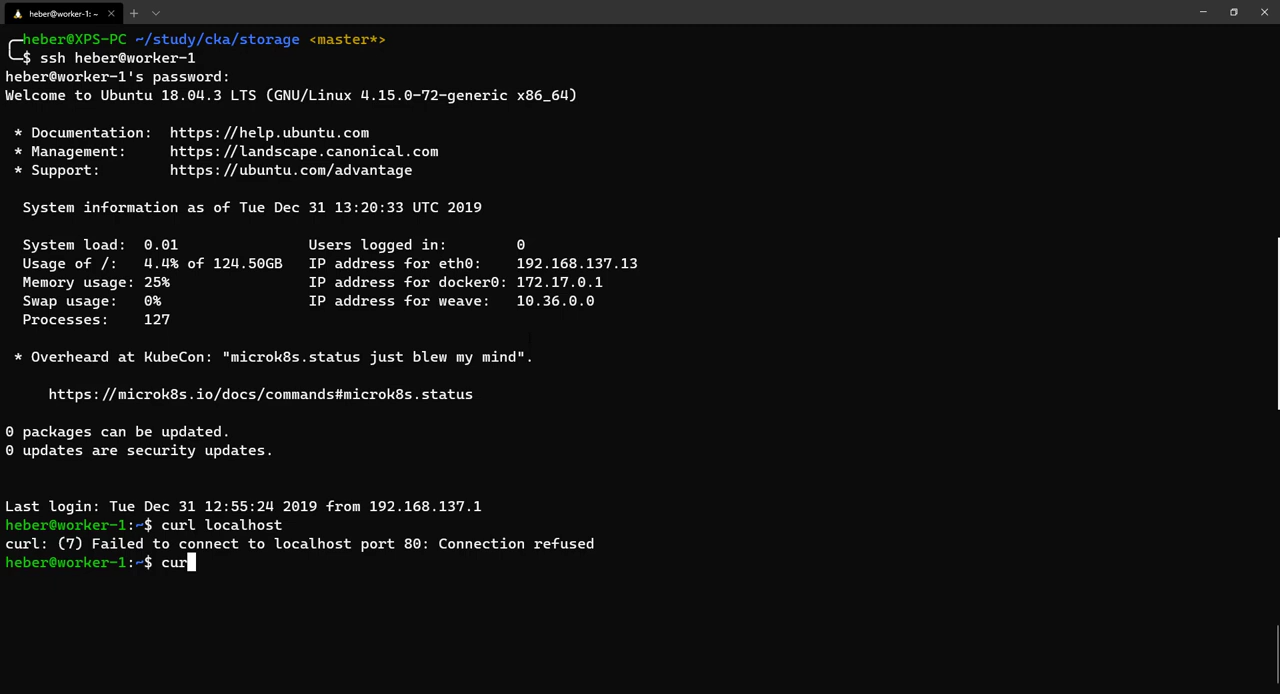 heber@worker-1: ~
heber@XPS-PC ~/study/cka/storage <master*>
$ ssh heber@worker-1
heber@worker-1's password:
Welcome to Ubuntu 18.04.3 LTS (GNU/Linux 4.15.0-72-generic x86_64)
* Documentation: https://help.ubuntu.com
* Management: https://landscape.canonical.com
* Support: https://ubuntu.com/advantage
System information as of Tue Dec 31 13:20:33 UTC 2019
System load: 0.01 Users logged in: 0
Usage of /: 4.4% of 124.50GB IP address for eth0: 192.168.137.13
Memory usage: 25% IP address for docker0: 172.17.0.1
Swap usage: 0% IP address for weave: 10.36.0.0
Processes: 127
* Overheard at KubeCon: "microk8s.status just blew my mind".
https://microk8s.io/docs/commands#microk8s.status
0 packages can be updated.
0 updates are security updates.
Last login: Tue Dec 31 12:55:24 2019 from 192.168.137.1
heber@worker-1:~$ curl localhost
curl: (7) Failed to connect to localhost port 80: Connection refused
heber@worker-1:~$ cur